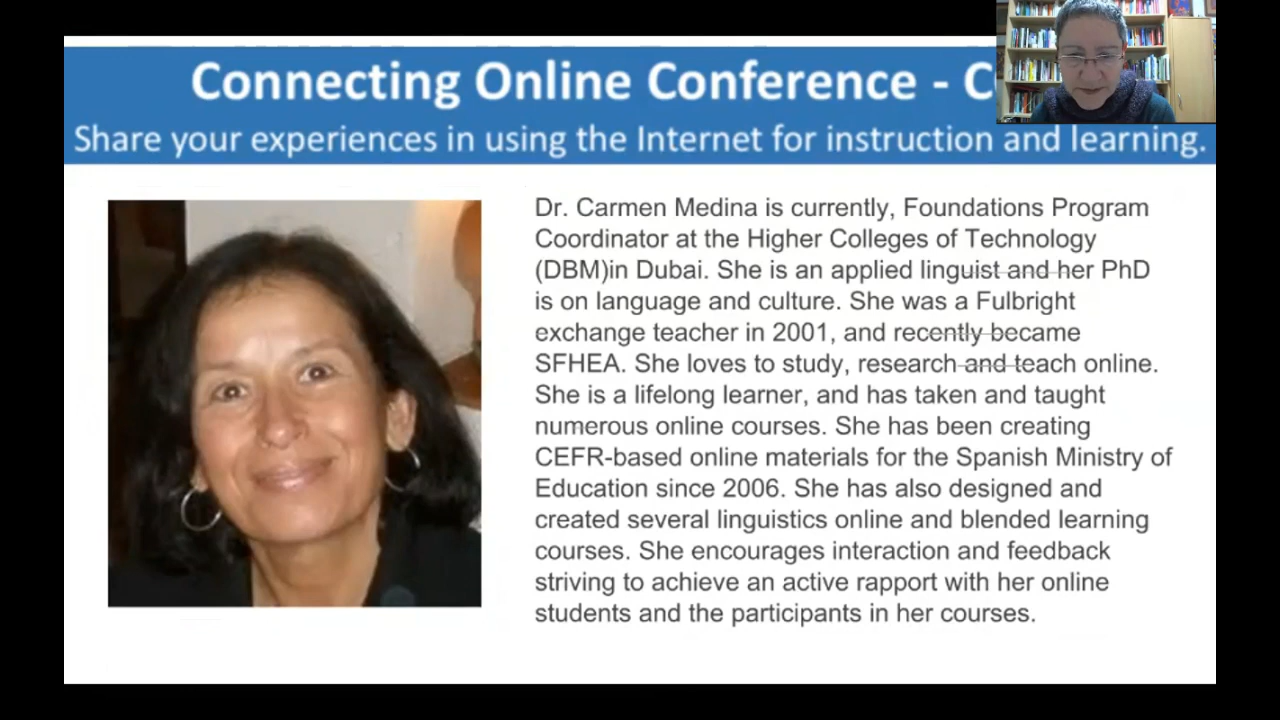 Connecting Online Conference - C
Share your experiences in using the Internet for instruction and learning.
Dr. Carmen Medina is currently, Foundations Program
Coordinator at the Higher Colleges of Technology
(DBM)in Dubai. She is an applied linguist and her PhD
is on language and culture. She was a Fulbright
exchange teacher in 2001, and recently became
SFHEA. She loves to study, research and teach online.
She is a lifelong learner, and has taken and taught
numerous online courses. She has been creating
CEFR-based online materials for the Spanish Ministry of
Education since 2006. She has also designed and
created several linguistics online and blended learning
courses. She encourages interaction and feedback
striving to achieve an active rapport with her online
students and the participants in her courses.